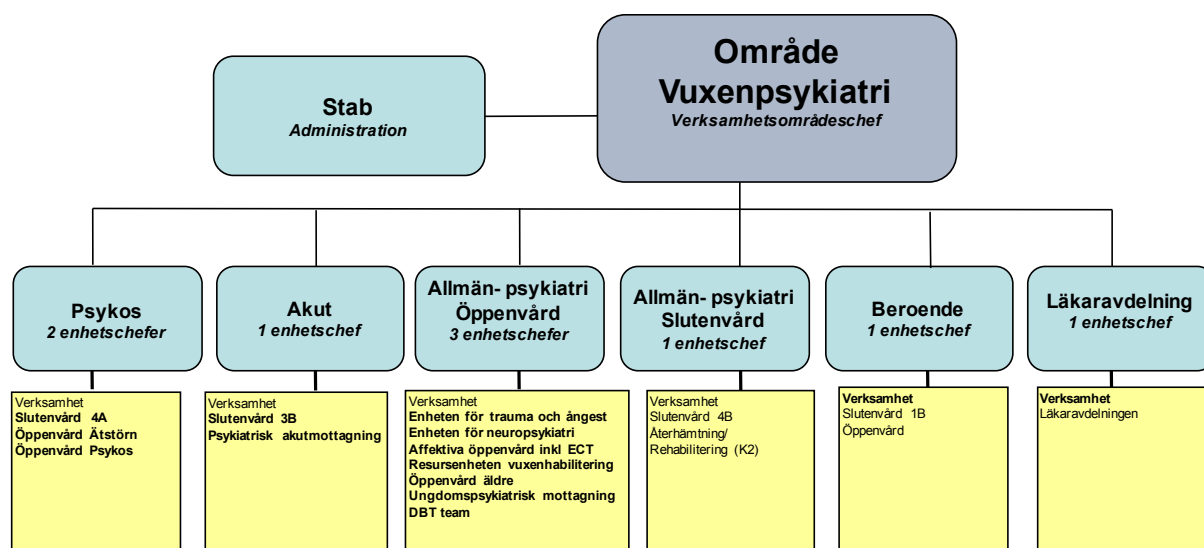 Område
Vuxenpsykiatri
Verksamhetsområdeschef
Stab
Administration
Psykos
2 enhetschefer
Akut
1 enhetschef
Allmän- psykiatri
Öppenvård
3 enhetschefer
Allmän- psykiatri
Slutenvård
1 enhetschef
Beroende
1 enhetschef
Läkaravdelning
1 enhetschef
Verksamhet
Slutenvård 4A
Öppenvård Ätstörn
Öppenvård Psykos
Verksamhet
Slutenvård 3B
Psykiatrisk akutmottagning
Verksamhet
Enheten för trauma och ångest
Enheten för neuropsykiatri
Affektiva öppenvård inkl ECT
Resursenheten vuxenhabilitering
Öppenvård äldre
Ungdomspsykiatrisk mottagning
DBT team
Verksamhet
Slutenvård 4B
Återhämtning/
Rehabilitering (K2)
Verksamhet
Slutenvård 1B
Öppenvård
Verksamhet
Läkaravdelningen